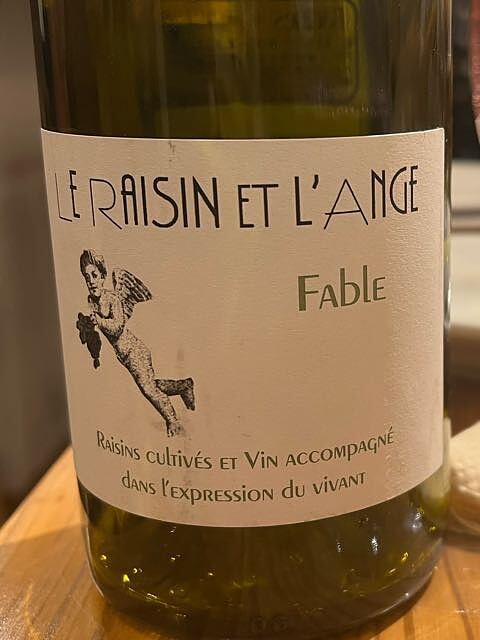 LE RAISIN ET L'ANGE
FABLE
RAISINS CULTIVÉS ET VIN ACCOMPAGNÉ
DANS L'EXPRESSION DU VIVANT